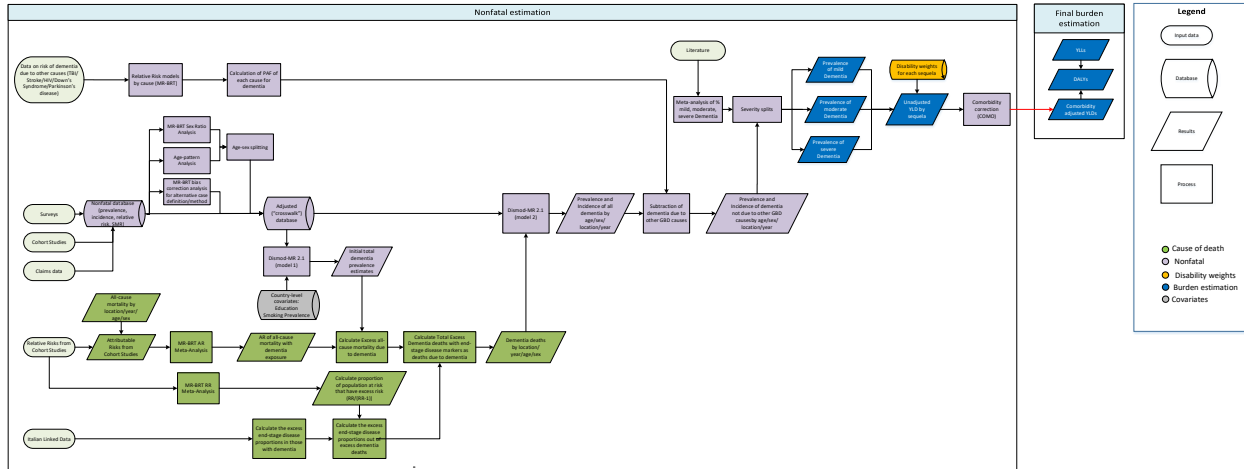 Nonfatal estimation
Final burden
estimation
Legend
Input data
Database
Results
Process
Cause of death
Nonfatal
Disability weights
Burden estimation
Covariates
Data on risk of dementia
due to other causes (TBI/
Stroke/HIV/Down's
Syndrome/Parkinson's
disease)
Relative Risk models
by cause (MR-BRT)
Calculation of PAF of
each cause for
dementia
MR-BRT Sex Ratio
Analysis
Age-pattern
Analysis
MR-BRT bias
correction analysis
for alternative case
definition/method
Age-sex splitting
Surveys
Cohort Studies
Claims data
Nonfatal database
(prevalence,
incidence, relative
risk, SMR)
Adjusted
("crosswalk")
database
Dismod-MR 2.1
(model 1)
Initial total
dementia
prevalence
estimates
Country-level
covariates:
Education
Smoking Prevalence
Dismod-MR 2.1
(model 2)
Prevalence and
incidence of all
dementia by
age/sex/
location/year
Subtraction of
dementia due to
other GBD causes
Prevalence and
incidence of dementia
not due to other GBD
causes by age/sex/
location/year
Literature
Meta-analysis of %
mild, moderate,
severe Dementia
Severity splits
Prevalence
of mild
Dementia
Prevalence
of moderate
Dementia
Prevalence
of severe
Dementia
Disability weights
for each sequela
Unadjusted
YLD by
sequela
Comorbidity
correction
(COMO)
YLLs
DALYs
Comorbidity
adjusted YLDs
All-cause
mortality by
location/year/
age/sex
Relative Risks from
Cohort Studies
Attributable
Risks from
Cohort Studies
MR-BRT AR
Meta-Analysis
AR of all-cause
mortality with
dementia
exposure
Calculate Excess all-
cause mortality due
to dementia
Calculate Total Excess
Dementia deaths with end-
stage disease markers as
deaths due to dementia
Dementia deaths
by location/
year/age/sex
MR-BRT RR
Meta-Analysis
Calculate proportion
of population at risk
that have excess risk
(RR/(RR-1))
Italian Linked Data
Calculate the excess
end-stage disease
proportions in those
with dementia
Calculate the excess
end-stage disease
proportions out of
excess dementia
deaths